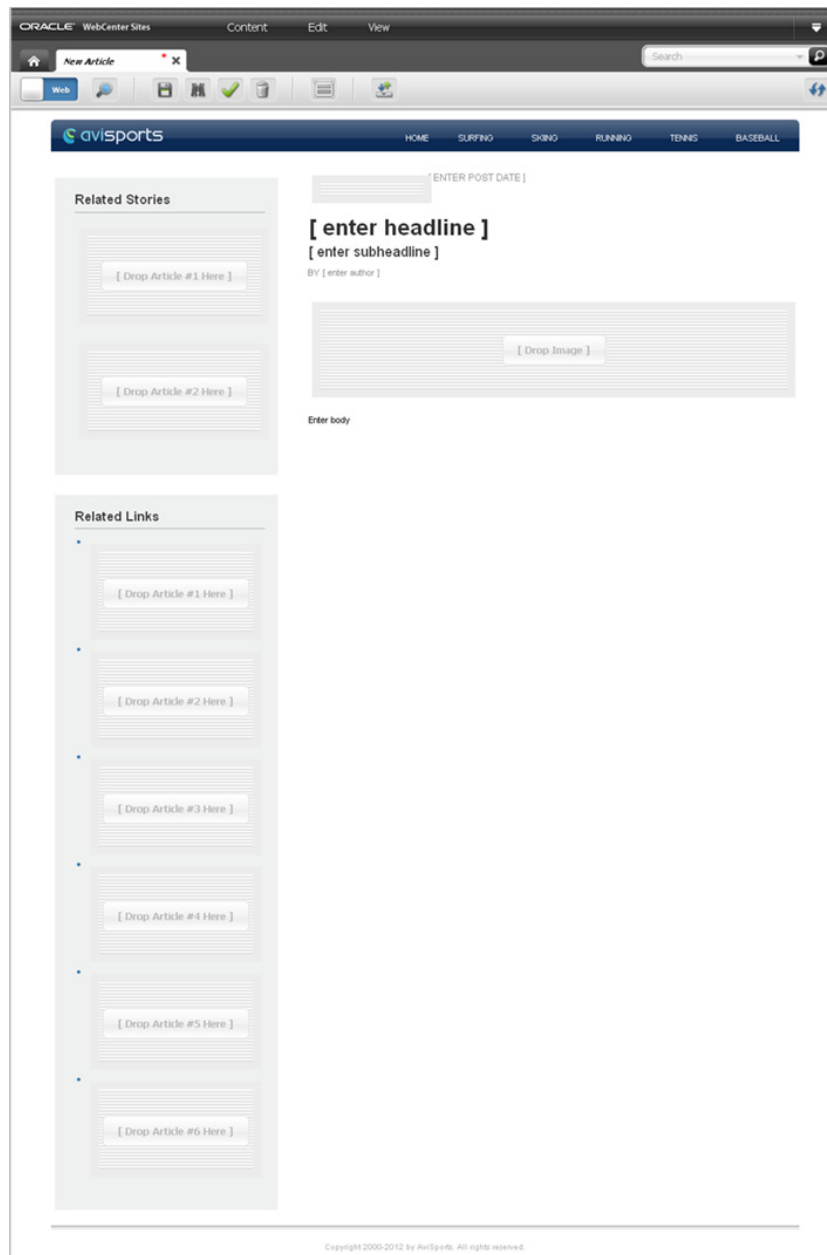 ORACLE WebCenter Sites Content Edit View
New Article * Search
Web
avisports HOME SURFING SKIING RUNNING TENNIS BASEBALL
[ ENTER POST DATE ]
Related Stories
[ enter headline ]
[ enter subheadline ]
BY [ enter author ]
[ Drop Article #1 Here ]
[ Drop Image ]
[ Drop Article #2 Here ]
Enter body
Related Links
[ Drop Article #1 Here ]
[ Drop Article #2 Here ]
[ Drop Article #3 Here ]
[ Drop Article #4 Here ]
[ Drop Article #5 Here ]
[ Drop Article #6 Here ]
Copyright 2000-2012 by AviSports. All rights reserved.